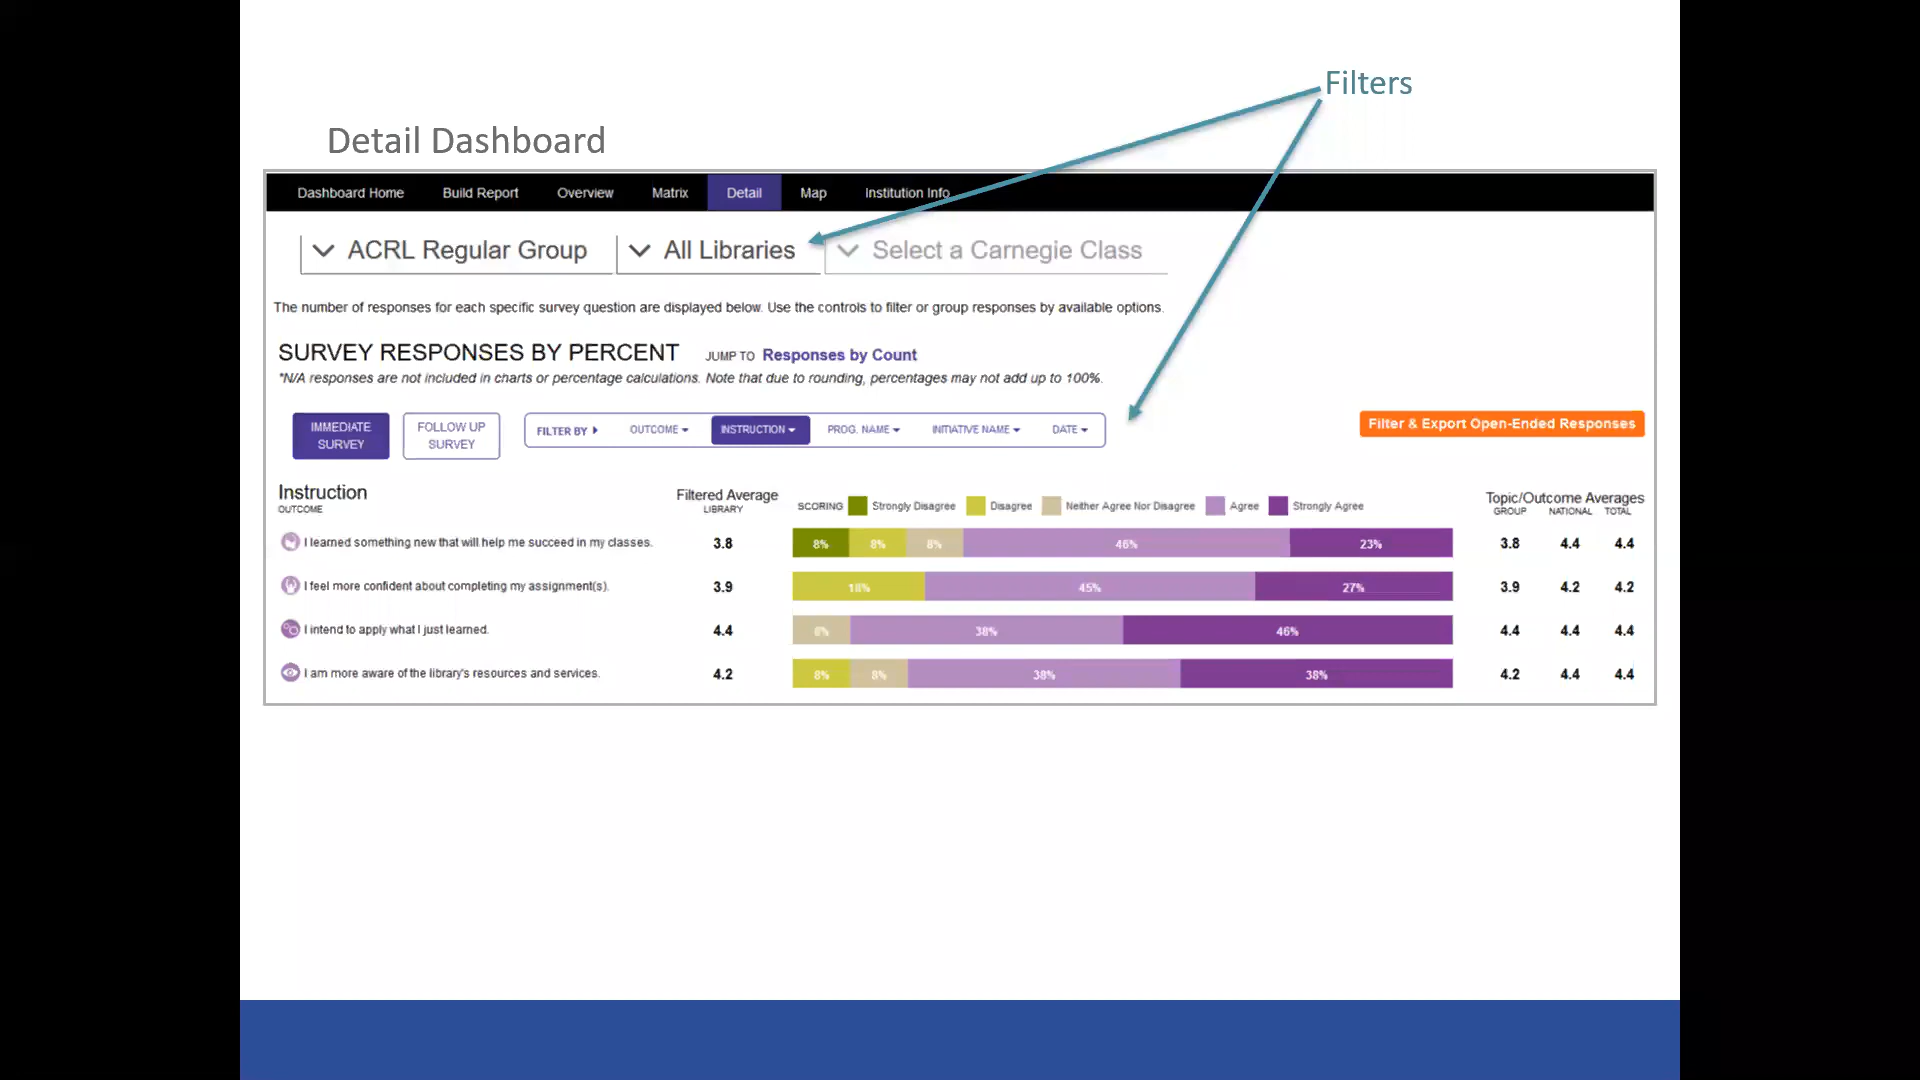 Filters
Detail Dashboard
Dashboard Home Build Report Overview Matrix Detail Map Institution Info
ACRL Regular Group All Libraries Select a Carnegie Class
The number of responses for each specific survey question are displayed below. Use the controls to filter or group responses by available options.
SURVEY RESPONSES BY PERCENT JUMP TO Responses by Count
*N/A responses are not included in charts or percentage calculations. Note that due to rounding, percentages may not add up to 100%.
IMMEDIATE SURVEY FOLLOW UP SURVEY FILTER BY OUTCOME INSTRUCTION PROG. NAME INITIATIVE NAME DATE Filter & Export Open-Ended Responses
Instruction Filtered Average Topic/Outcome Averages
OUTCOME LIBRARY SCORING Strongly Disagree Disagree Neither Agree Nor Disagree Agree Strongly Agree GROUP NATIONAL TOTAL
I learned something new that will help me succeed in my classes. 3.8 8% 8% 8% 46% 23% 3.8 4.4 4.4
I feel more confident about completing my assignment(s). 3.9 18% 45% 27% 3.9 4.2 4.2
I intend to apply what I just learned. 4.4 8% 38% 46% 4.4 4.4 4.4
I am more aware of the library's resources and services. 4.2 8% 8% 38% 38% 4.2 4.4 4.4